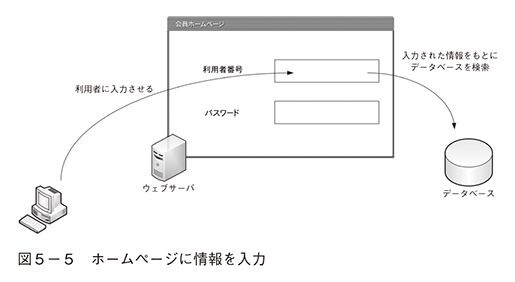 会員ホームページ
入力された情報をもとに
データベースを検索
利用者番号
利用者に入力させる
パスワード
ウェブサーバ
データベース
図5－5　ホームページに情報を入力